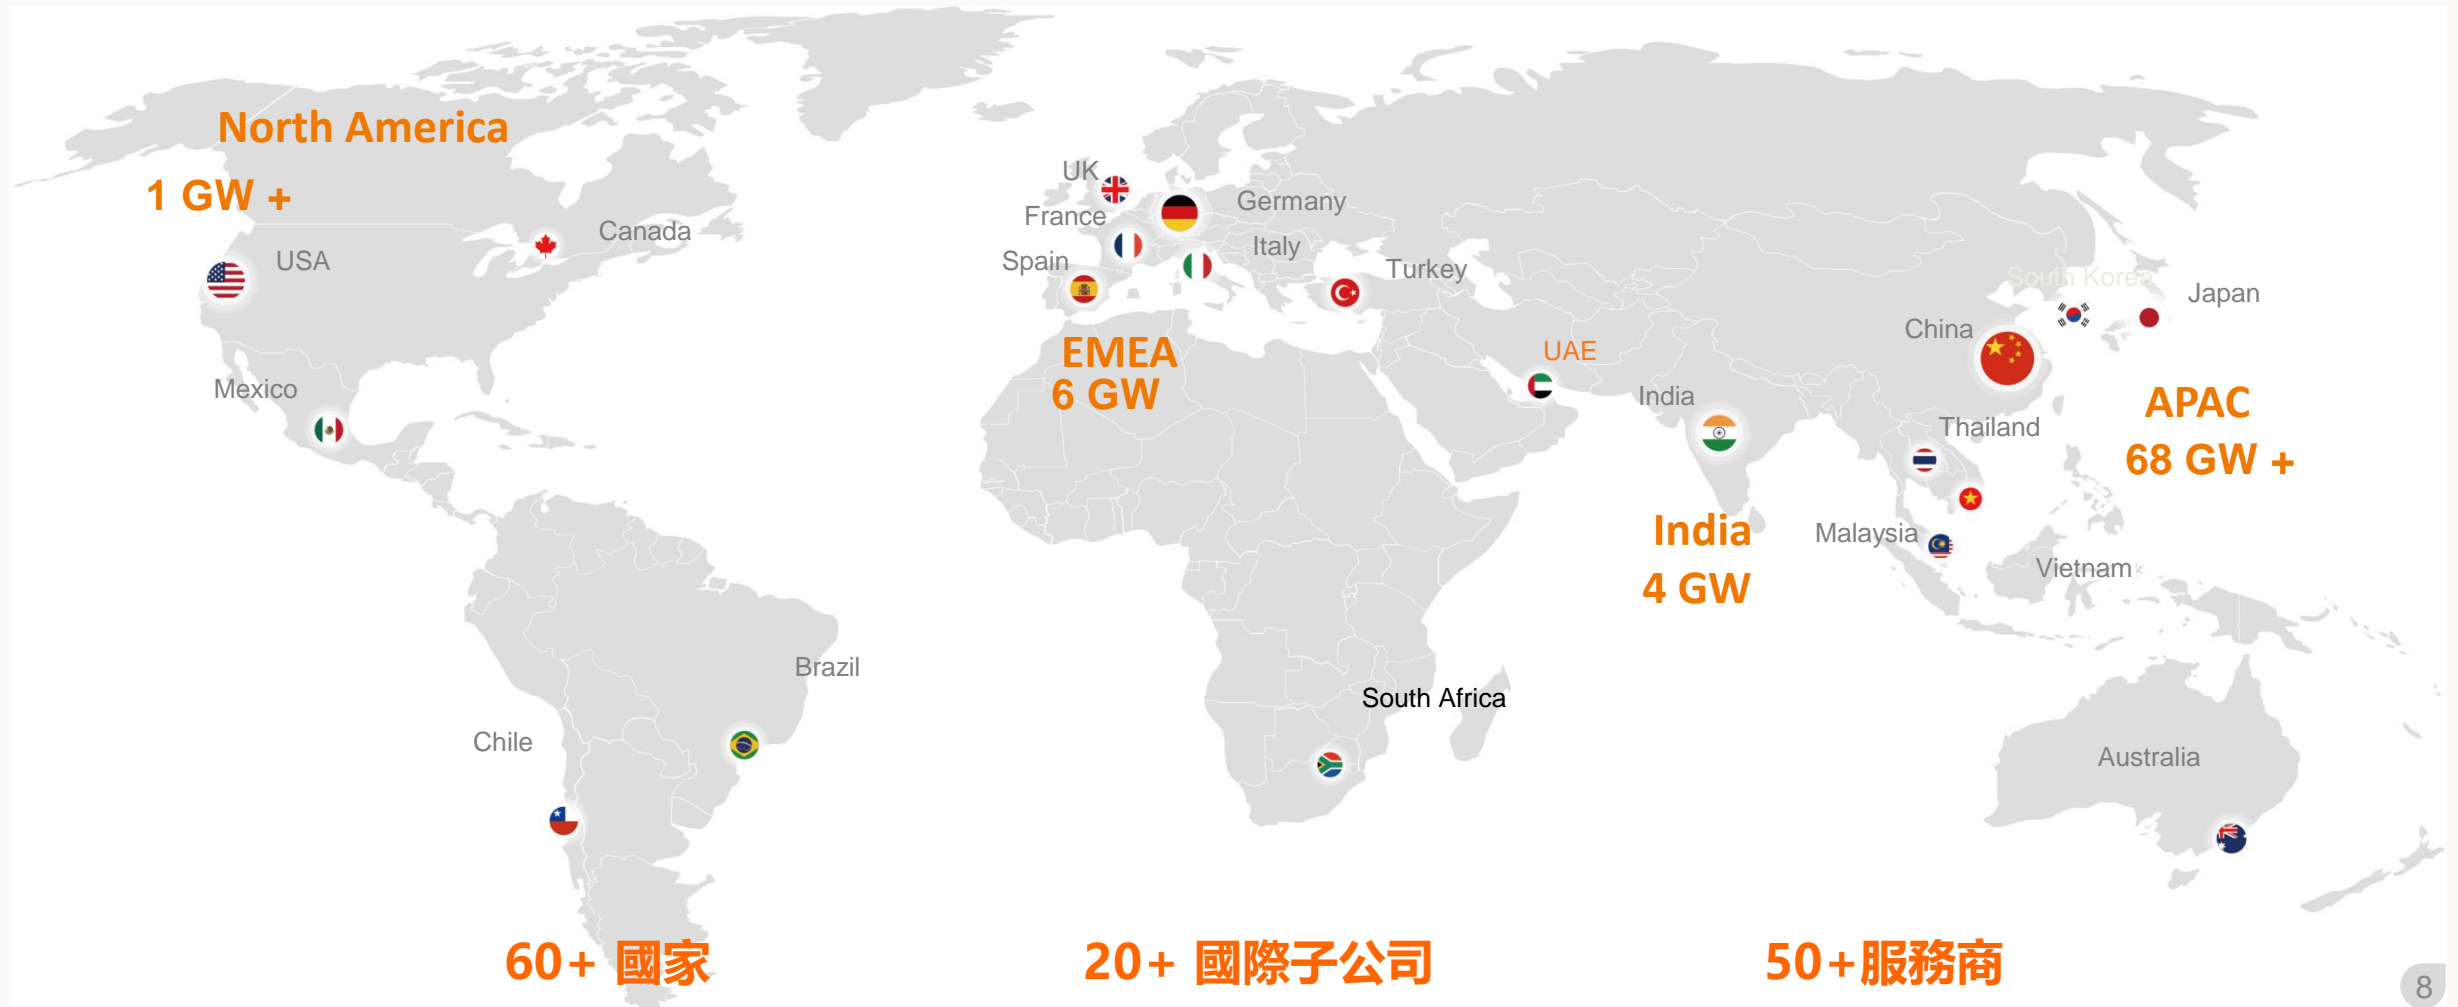 North America
1 GW +
USA
Canada
Mexico
Brazil
Chile
UK
France
Spain
Germany
Italy
Turkey
EMEA
6 GW
UAE
South Africa
India
India
4 GW
South Korea
Japan
China
APAC
68 GW +
Thailand
Malaysia
Vietnam
Australia
60+ 國家
20+ 國際子公司
50+服務商
8